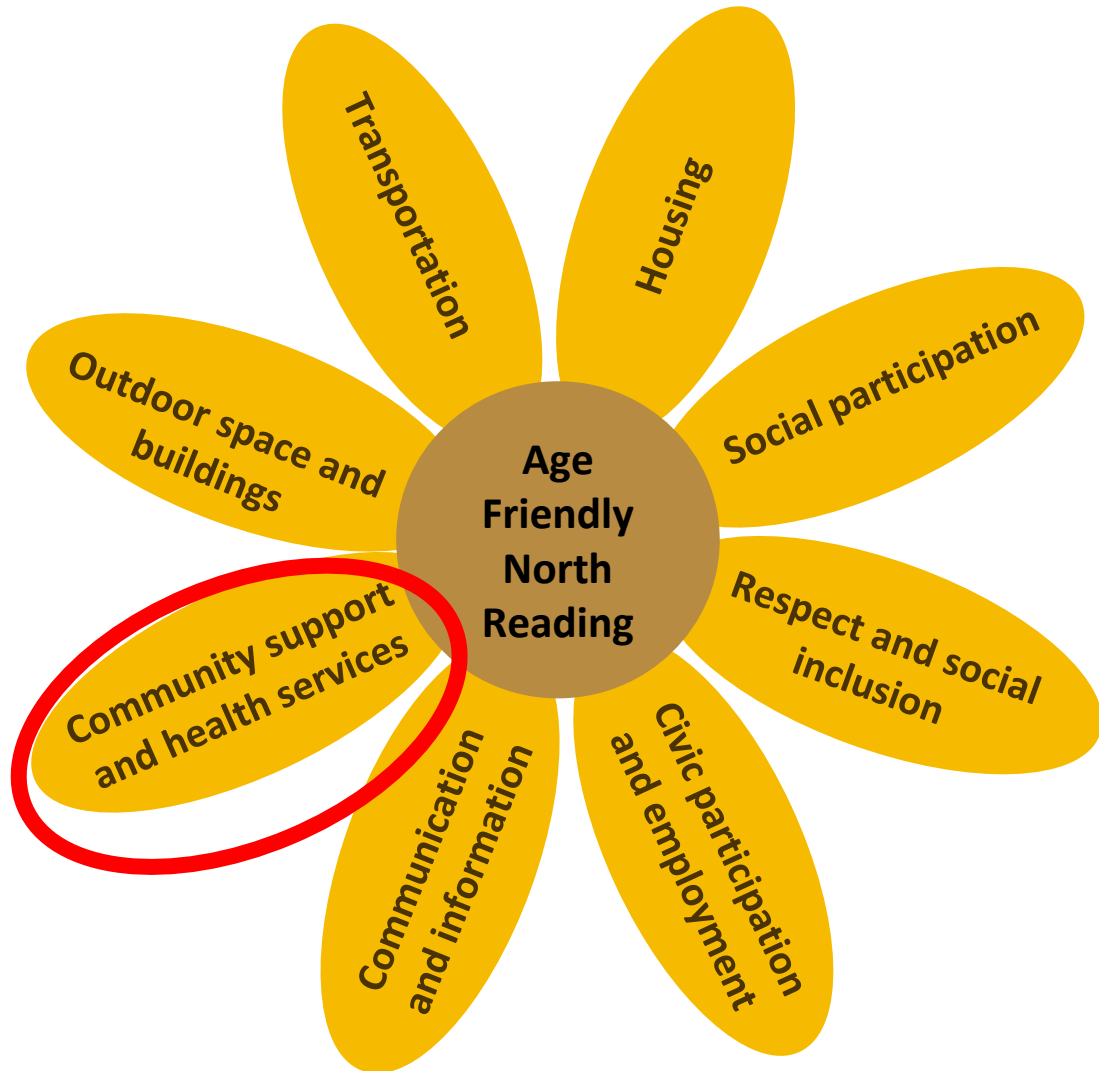 Transportation
Housing
Social participation
Outdoor space and
buildings
Age
Friendly
North
Reading
Respect and social
inclusion
Community support
and health services
Communication
and information
Civic participation
and employment